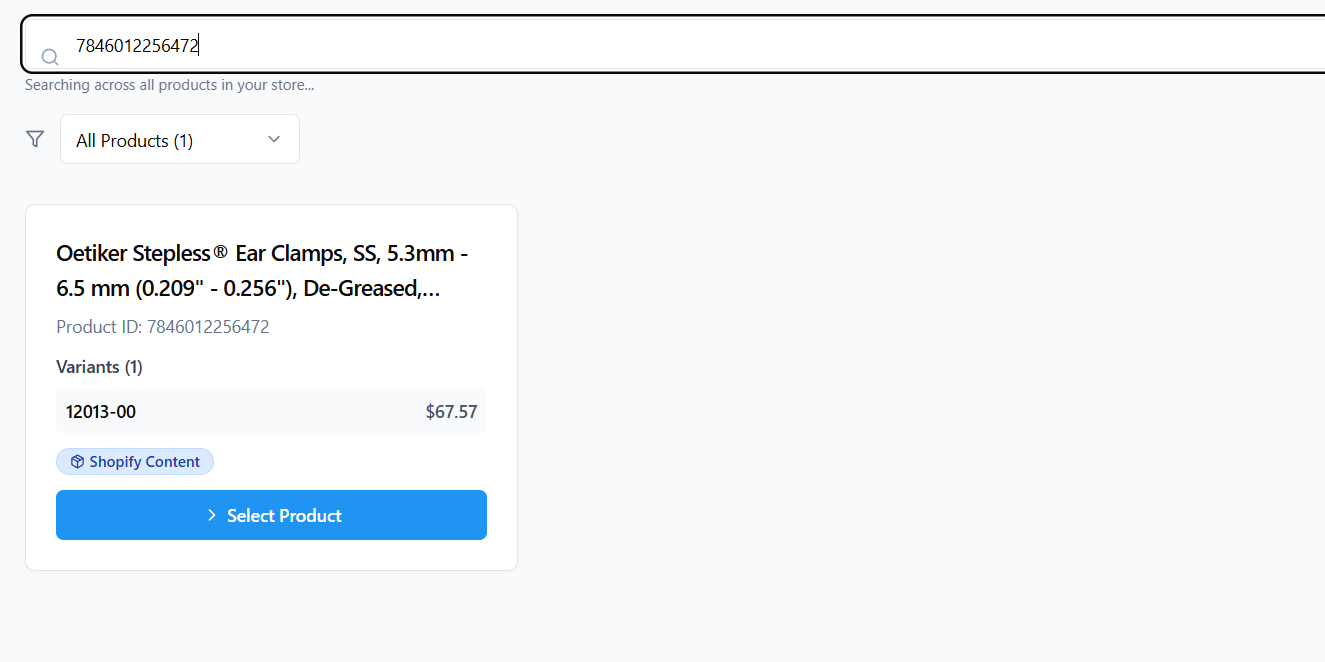 7846012256472
Searching across all products in your store...
All Products (1)
Oetiker Stepless® Ear Clamps, SS, 5.3mm -
6.5 mm (0.209" - 0.256"), De-Greased,...
Product ID: 7846012256472
Variants (1)
12013-00 $67.57
Shopify Content
Select Product